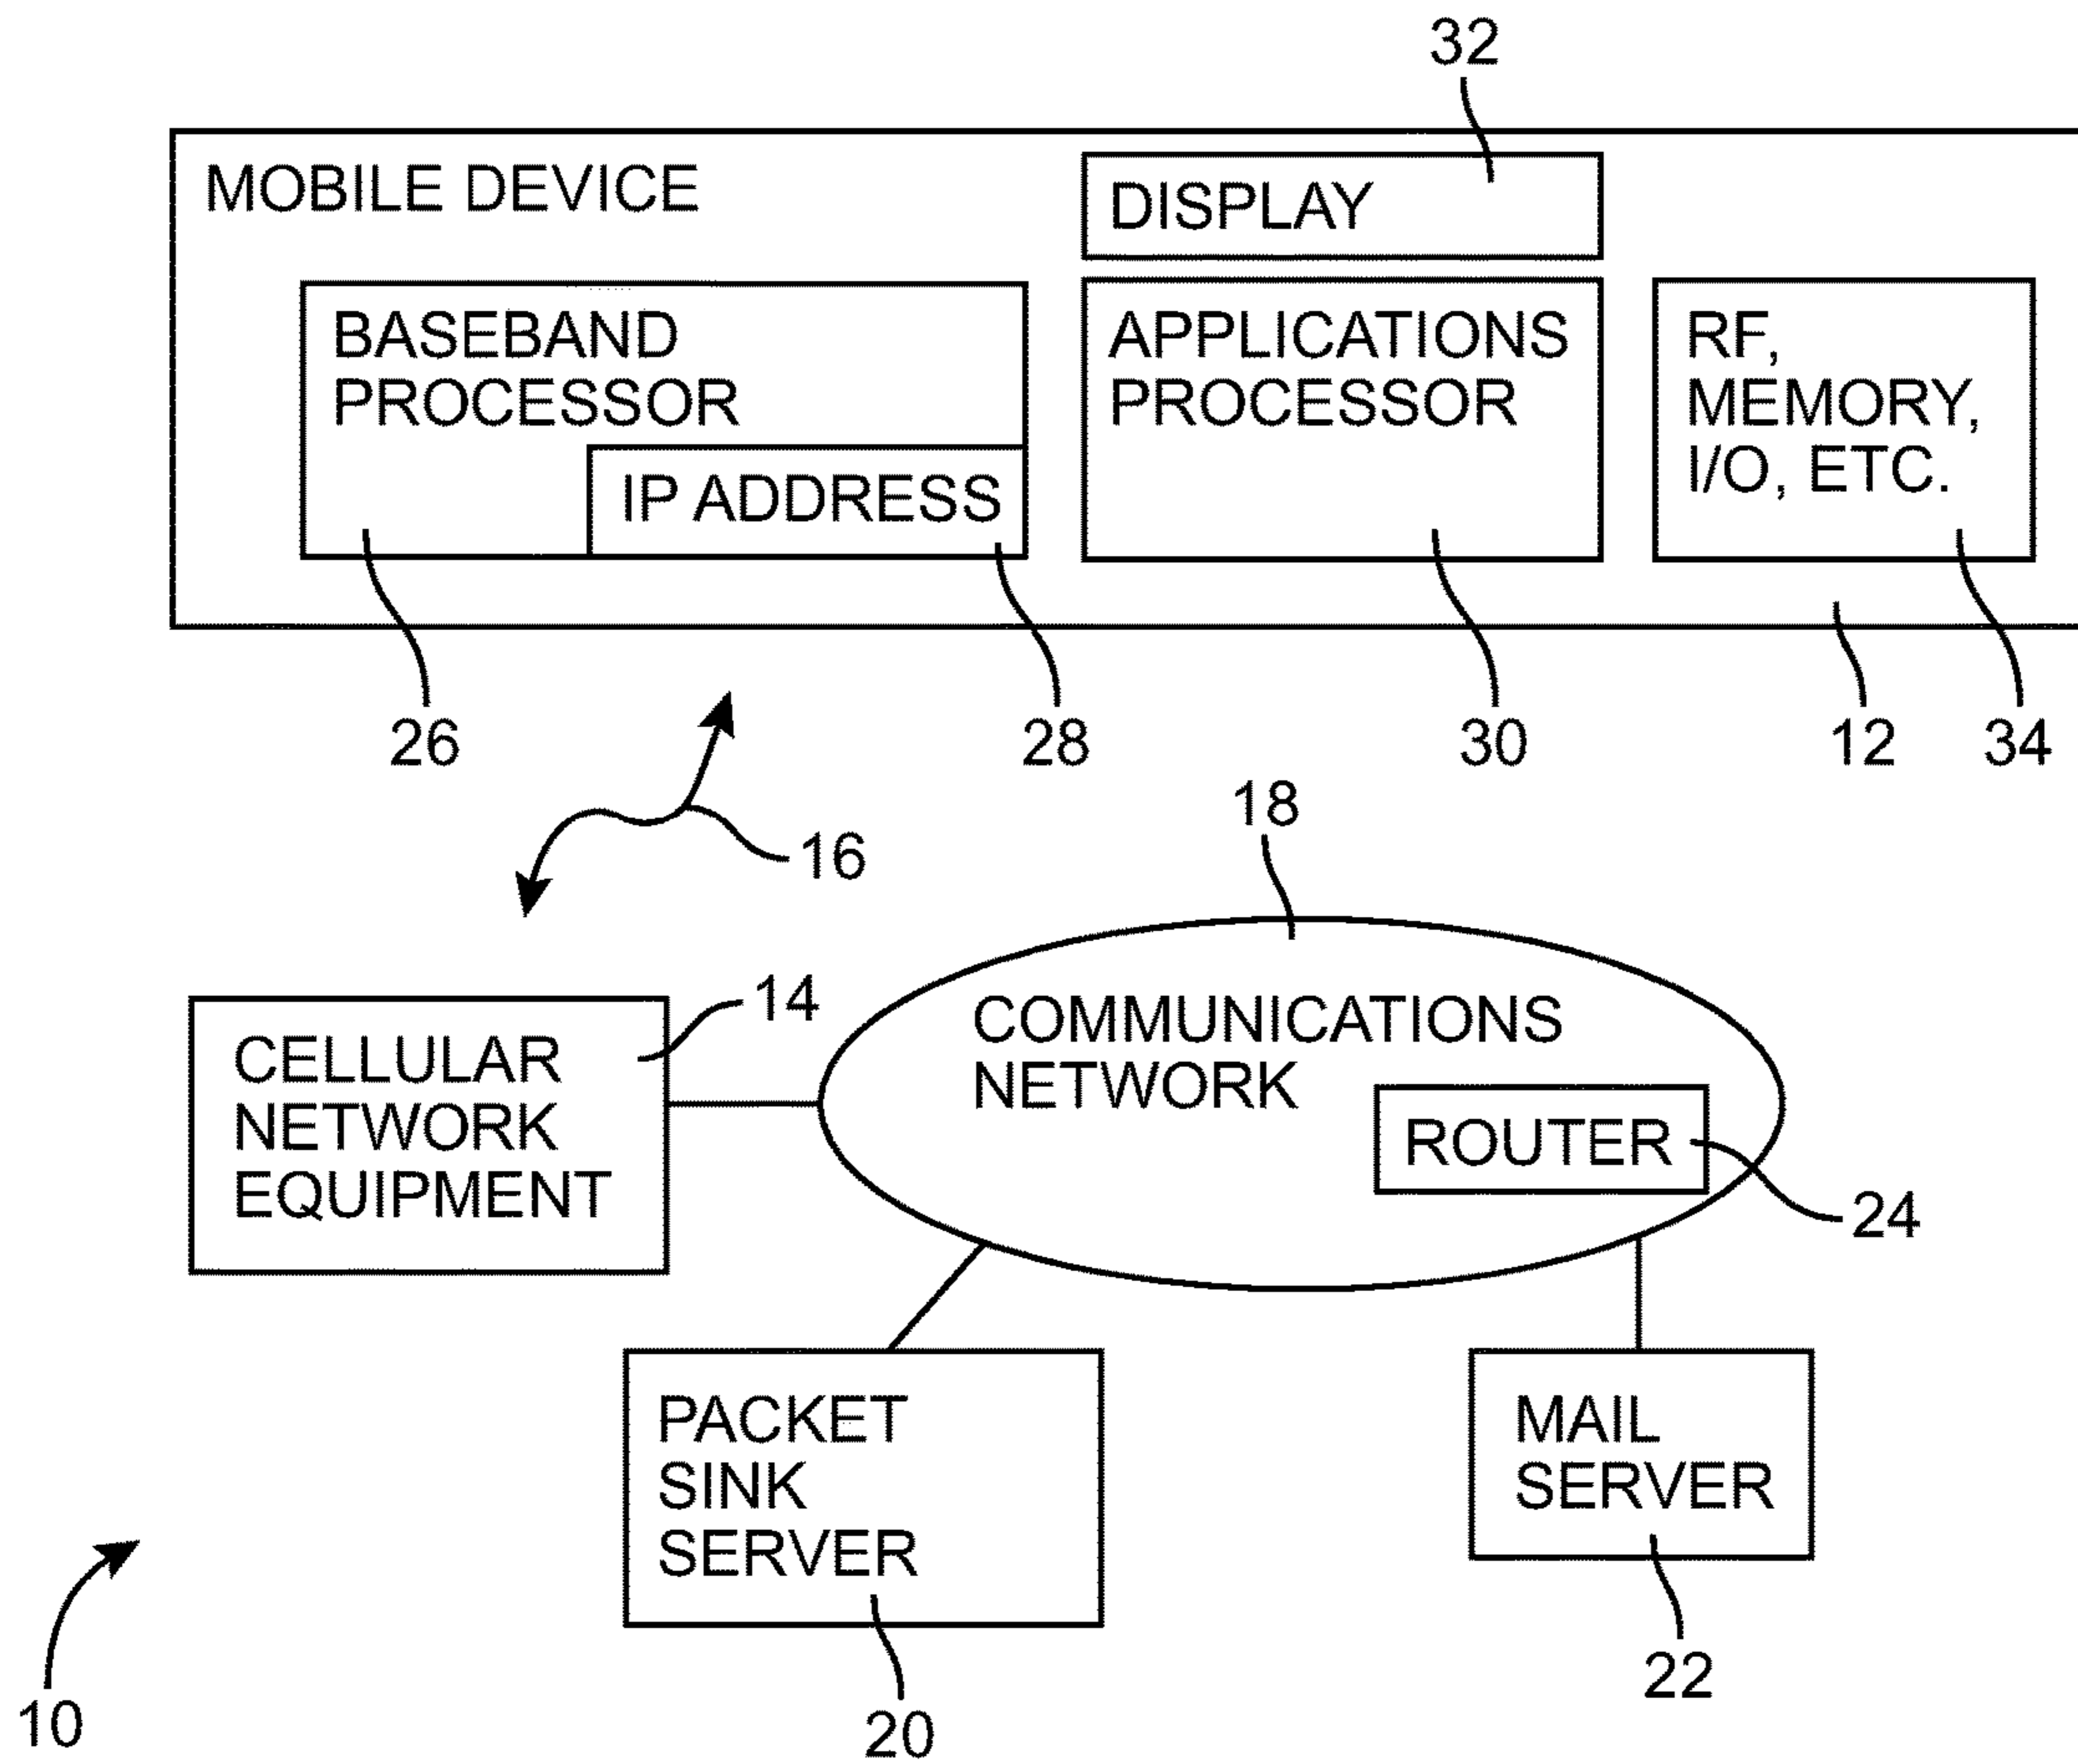 32
MOBILE DEVICE
DISPLAY
BASEBAND
PROCESSOR
IP ADDRESS
APPLICATIONS
PROCESSOR
RF,
MEMORY,
I/O, ETC.
26
28
30
12
34
16
18
14
CELLULAR
NETWORK
EQUIPMENT
COMMUNICATIONS
NETWORK
ROUTER
24
PACKET
SINK
SERVER
MAIL
SERVER
22
10
20